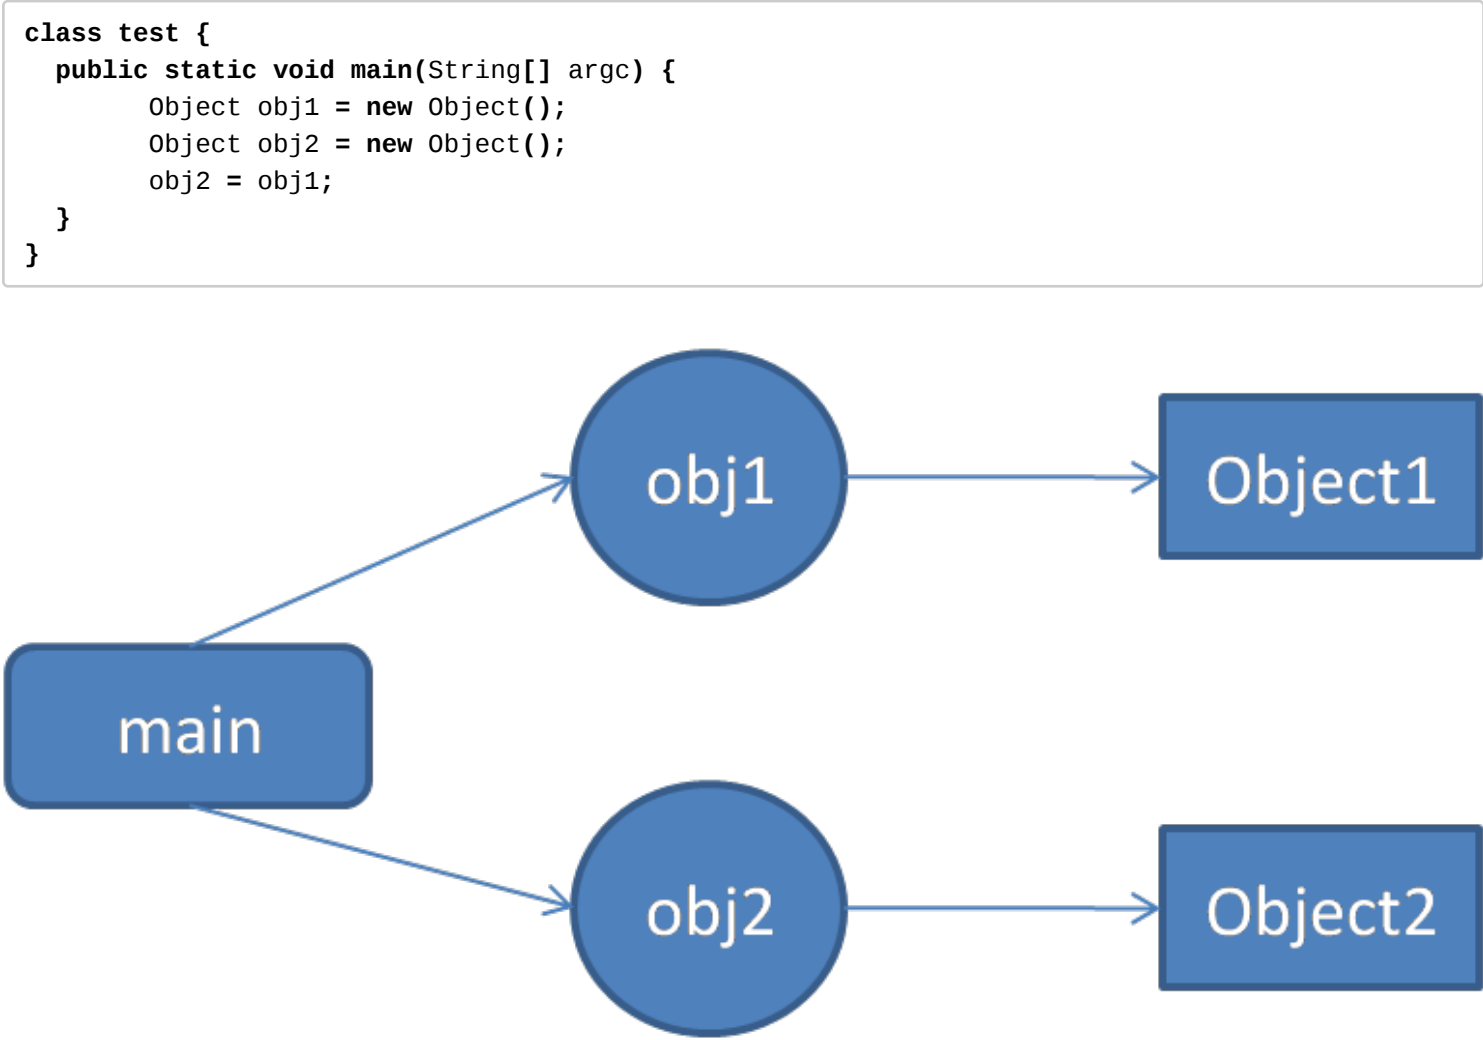 class test {
  public static void main(String[] argc) {
        Object obj1 = new Object();
        Object obj2 = new Object();
        obj2 = obj1;
  }
}
obj1
Object1
main
obj2
Object2